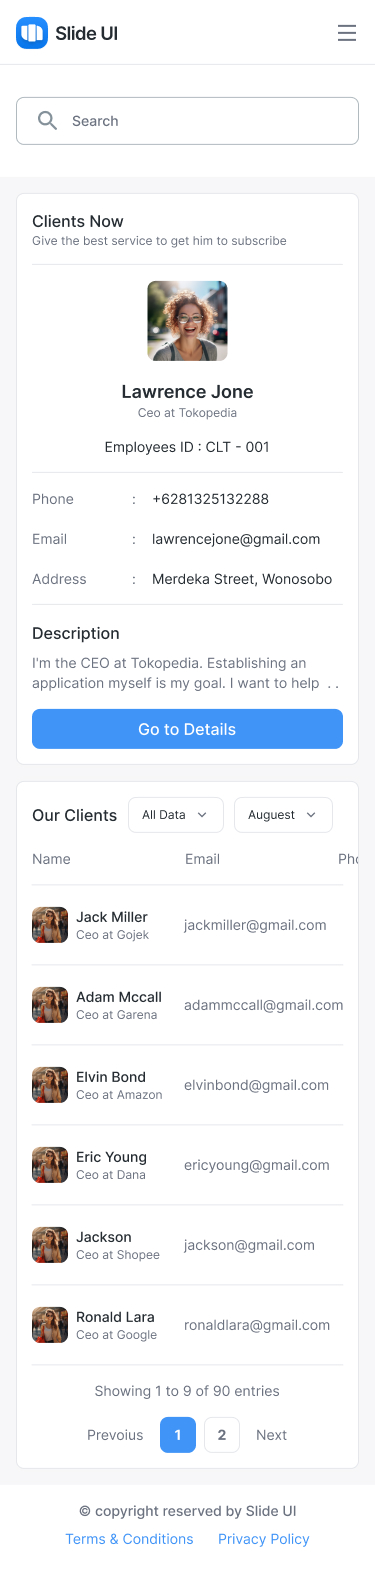 Slide UI
Search
Clients Now
Give the best service to get him to subscribe
Lawrence Jone
Ceo at Tokopedia
Employees ID : CLT - 001
Phone : +6281325132288
Email : lawrencejone@gmail.com
Address : Merdeka Street, Wonosobo
Description
I'm the CEO at Tokopedia. Establishing an
application myself is my goal. I want to help . .
Go to Details
Our Clients All Data Auguest
Name Email Pho
Jack Miller
Ceo at Gojek
jackmiller@gmail.com
Adam Mccall
Ceo at Garena
adammccall@gmail.com
Elvin Bond
Ceo at Amazon
elvinbond@gmail.com
Eric Young
Ceo at Dana
ericyoung@gmail.com
Jackson
Ceo at Shopee
jackson@gmail.com
Ronald Lara
Ceo at Google
ronaldlara@gmail.com
Showing 1 to 9 of 90 entries
Prevoius 1 2 Next
© copyright reserved by Slide UI
Terms & Conditions Privacy Policy